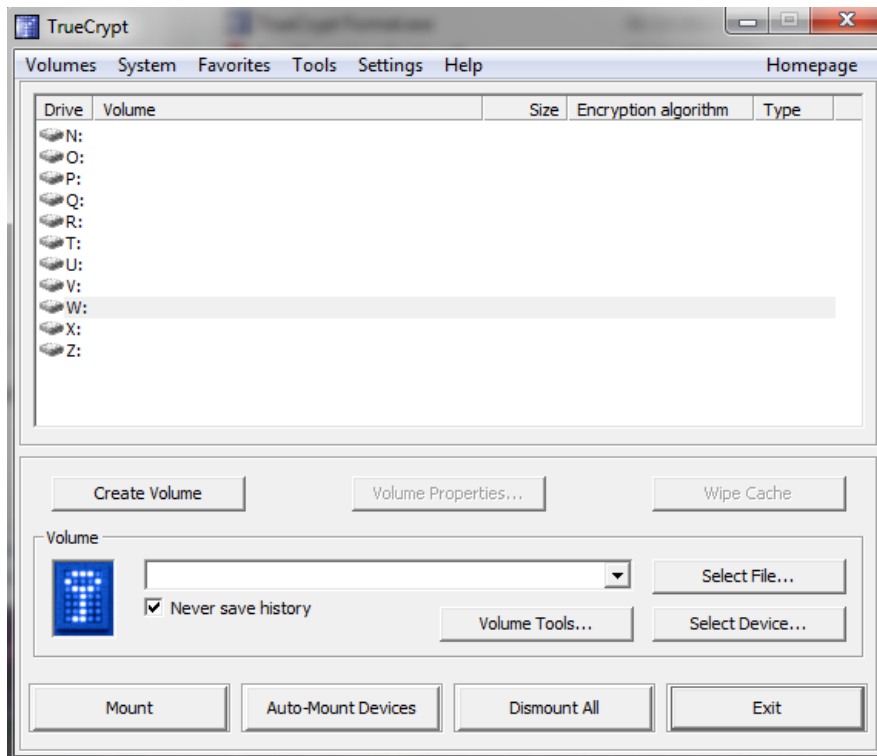 TrueCrypt
Volumes System Favorites Tools Settings Help Homepage
Drive Volume Size Encryption algorithm Type
N:
O:
P:
Q:
R:
T:
U:
V:
W:
X:
Z:
Create Volume Volume Properties... Wipe Cache
Volume
Select File...
Never save history
Volume Tools... Select Device...
Mount Auto-Mount Devices Dismount All Exit